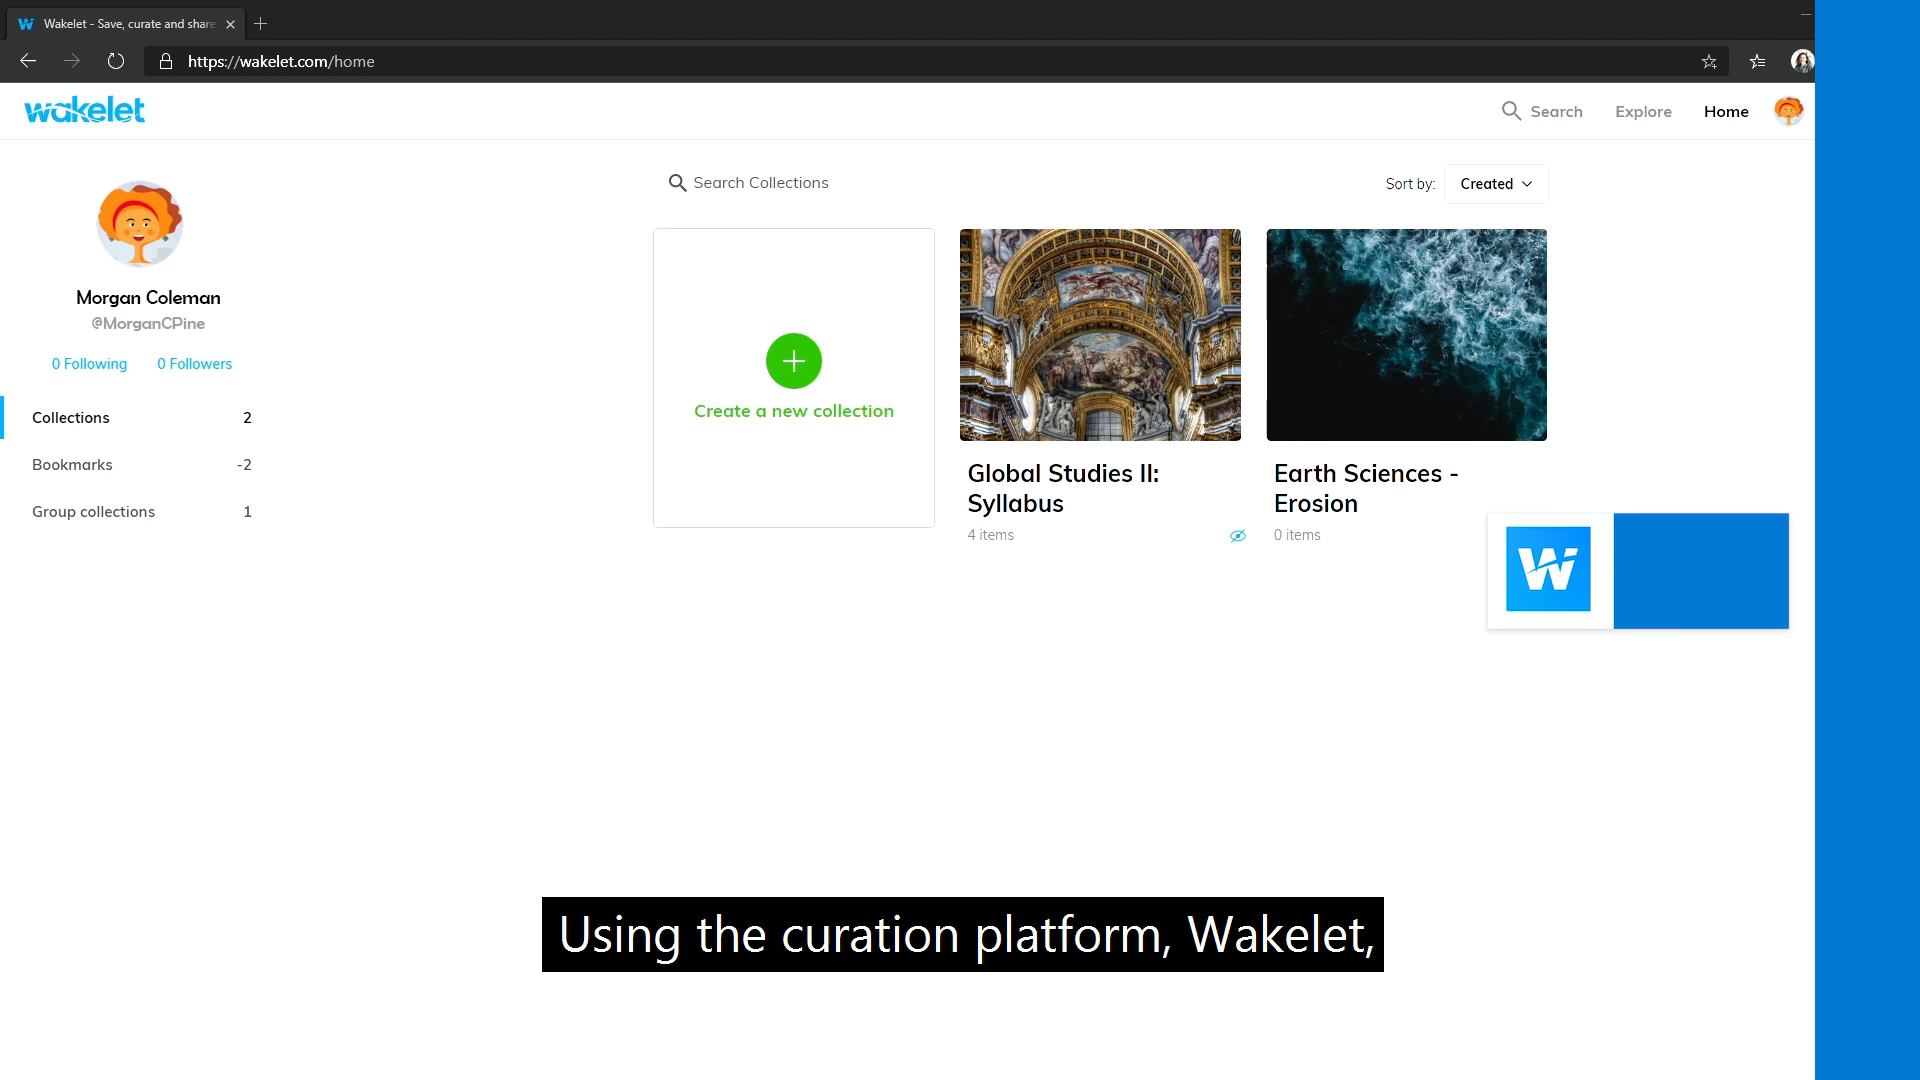 Wakelet - Save, curate and share
https://wakelet.com/home
wakelet
Search
Explore
Home
Search Collections
Sort by:
Created
Morgan Coleman
@MorganCPine
0 Following
0 Followers
Collections 2
Bookmarks -2
Group collections 1
Create a new collection
Global Studies II:
Syllabus
4 items
Earth Sciences -
Erosion
0 items
W
Using the curation platform, Wakelet,